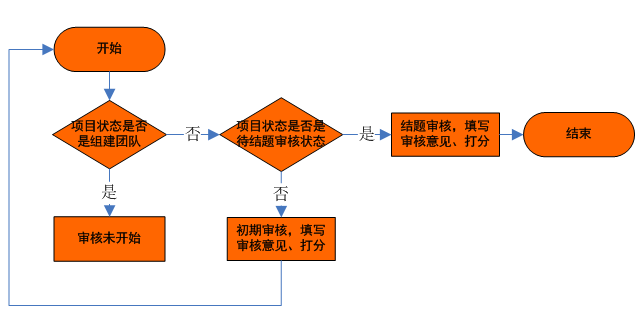 开始
项目状态是否
是组建团队
否
项目状态是否是
待结题审核状态
是
结题审核，填写
审核意见、打分
结束
是
否
审核未开始
初期审核，填写
审核意见、打分